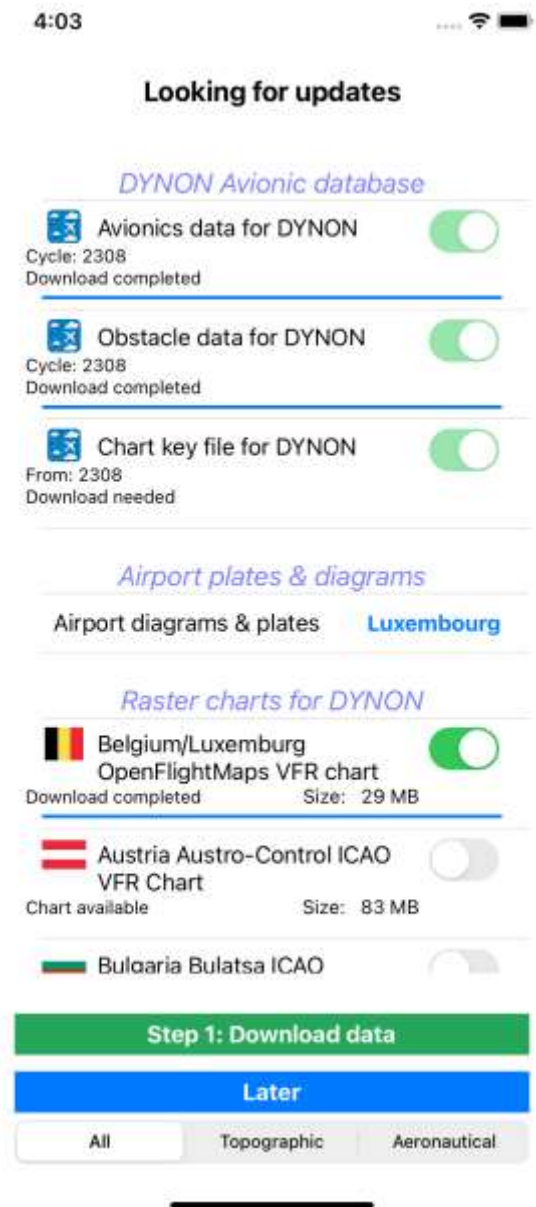 4:03
Looking for updates
DYNON Avionic database
Avionics data for DYNON
Cycle: 2308
Download completed
Obstacle data for DYNON
Cycle: 2308
Download completed
Chart key file for DYNON
From: 2308
Download needed
Airport plates & diagrams
Airport diagrams & plates Luxembourg
Raster charts for DYNON
Belgium/Luxemburg
OpenFlightMaps VFR chart
Download completed Size: 29 MB
Austria Austro-Control ICAO
VFR Chart
Chart available Size: 83 MB
Bulgaria Bulatsa ICAO
Step 1: Download data
Later
All Topographic Aeronautical